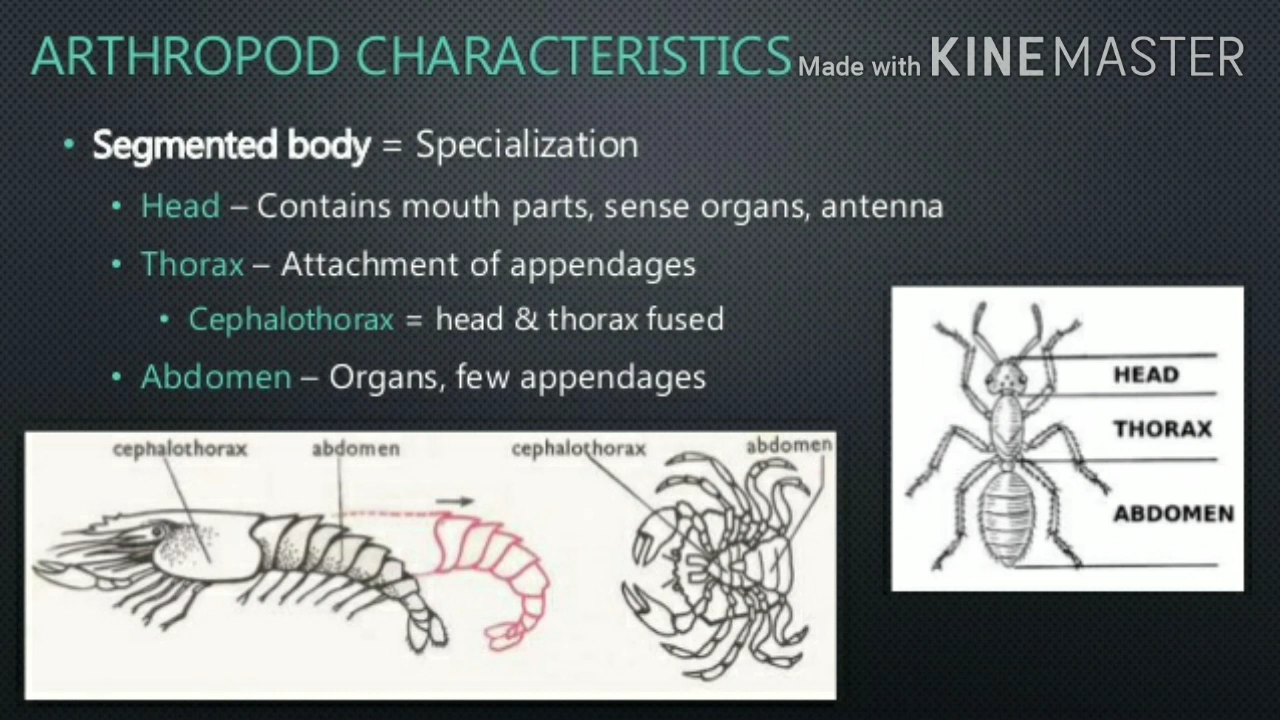 ARTHROPOD CHARACTERISTICS
Made with KINEMASTER
• Segmented body = Specialization
• Head – Contains mouth parts, sense organs, antenna
• Thorax – Attachment of appendages
• Cephalothorax = head & thorax fused
• Abdomen – Organs, few appendages
cephalothorax abdomen cephalothorax abdomen
HEAD
THORAX
ABDOMEN